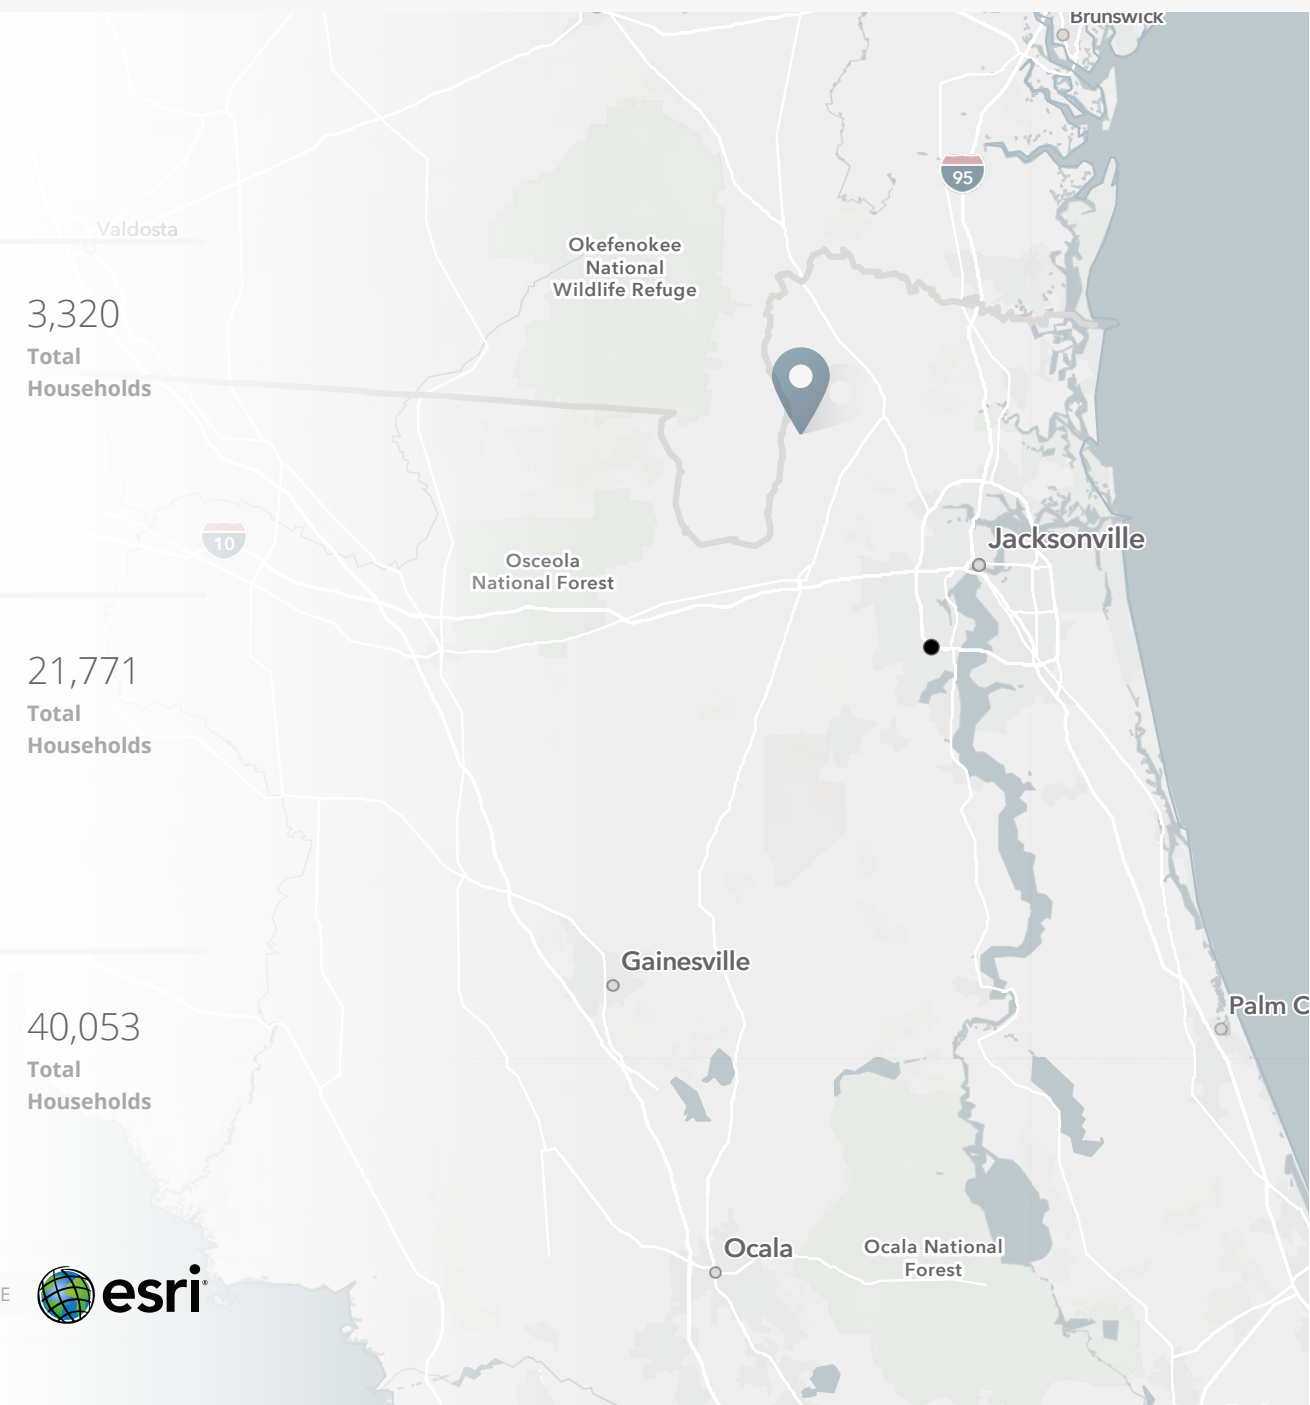 Brunswick
95
Valdosta
Okefenokee
National
Wildlife Refuge
3,320
Total
Households
10
Jacksonville
Osceola
National Forest
21,771
Total
Households
Gainesville
Palm C
40,053
Total
Households
Ocala
Ocala National
Forest
E
esri